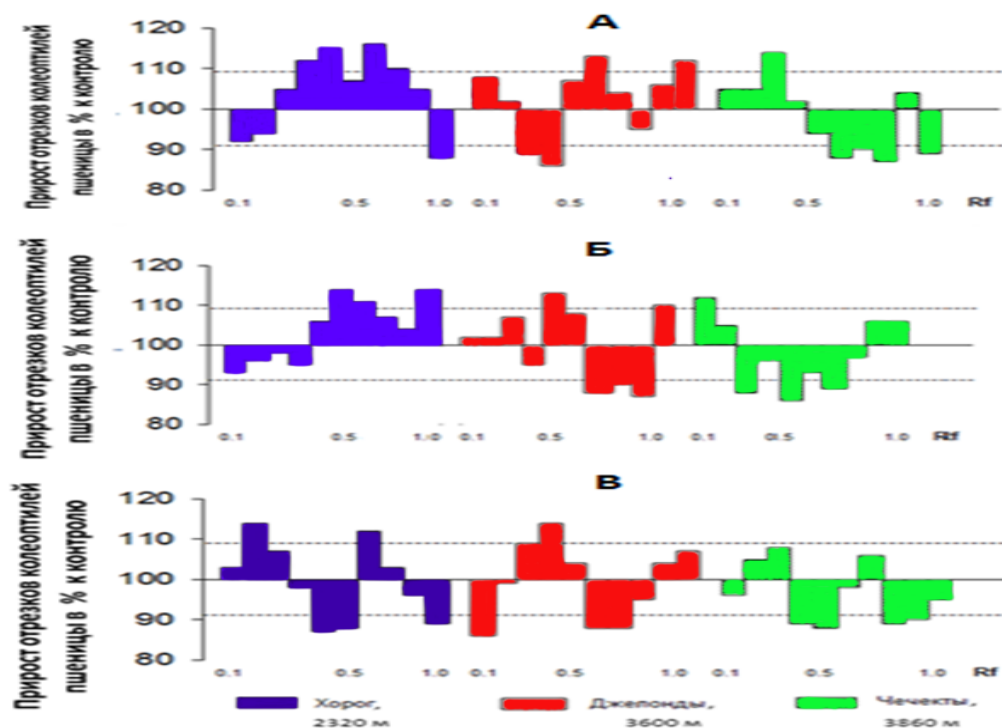 А
Прирост отрезков колеоптилей
пшеницы в % к контролю
120
110
100
90
80
0.1 0.5 1.0 0.1 0.5 1.0 0.1 0.5 1.0 Rf
Б
Прирост отрезков колеоптилей
пшеницы в % к контролю
120
110
100
90
80
0.1 0.5 1.0 0.1 0.5 1.0 0.1 0.5 1.0 Rf
В
Прирост отрезков колеоптилей
пшеницы в % к контролю
120
110
100
90
80
0.1 0.5 1.0 0.1 0.5 1.0 0.1 0.5 1.0 Rf
Хорог, Джелонды, Чечекты,
2320 м 3600 м 3860 м